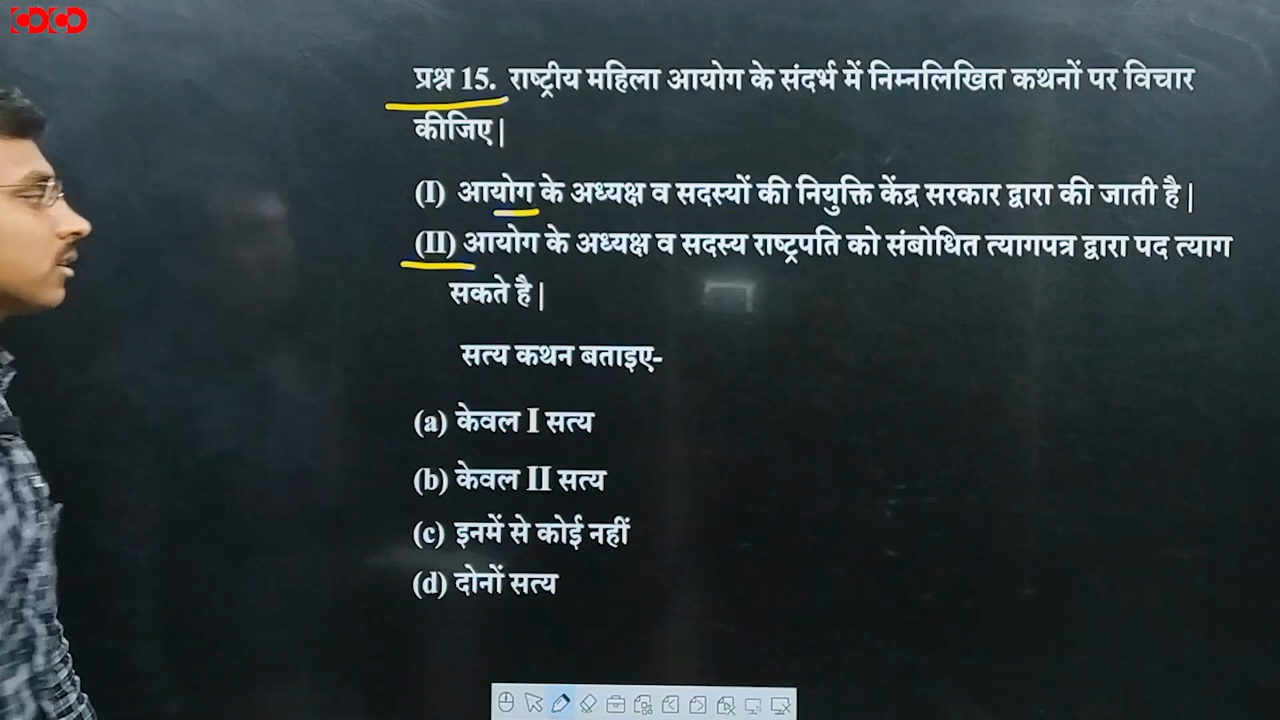 COCO
प्रश्न 15. राष्ट्रीय महिला आयोग के संदर्भ में निम्नलिखित कथनों पर विचार
कीजिए |
(I) आयोग के अध्यक्ष व सदस्यों की नियुक्ति केंद्र सरकार द्वारा की जाती है |
(II) आयोग के अध्यक्ष व सदस्य राष्ट्रपति को संबोधित त्यागपत्र द्वारा पद त्याग
सकते है |
सत्य कथन बताइए-
(a) केवल I सत्य
(b) केवल II सत्य
(c) इनमें से कोई नहीं
(d) दोनों सत्य